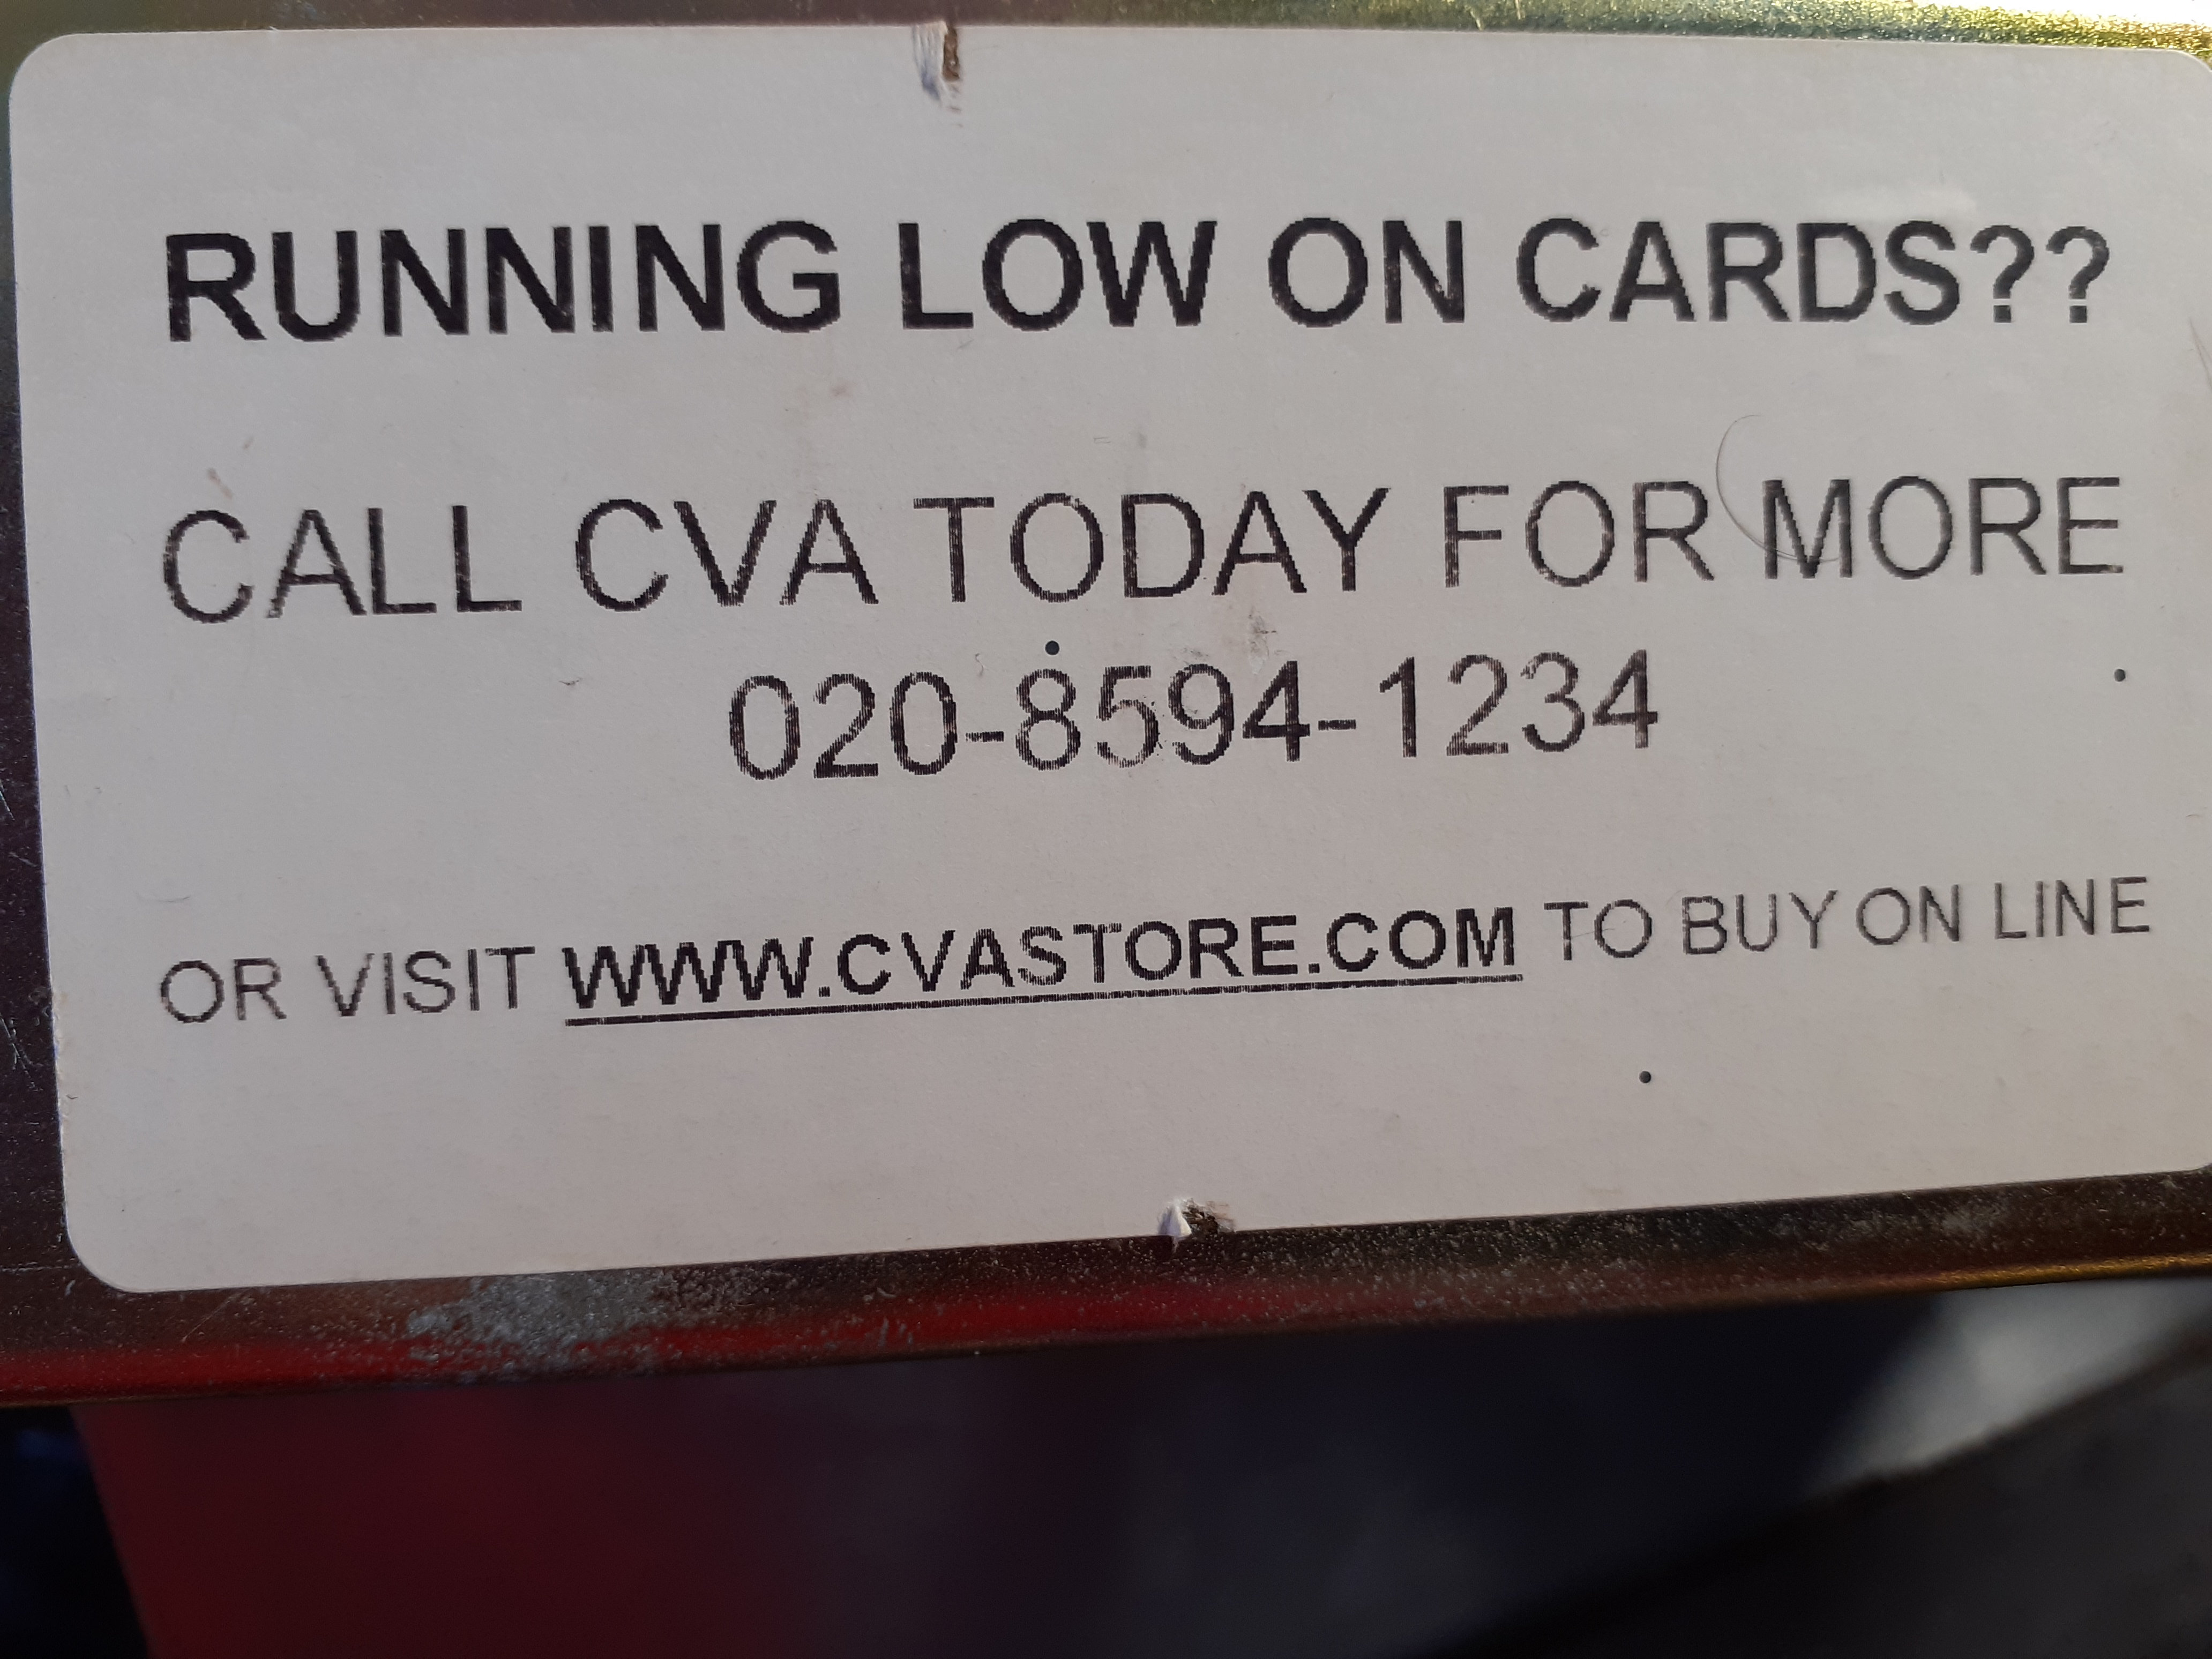 RUNNING LOW ON CARDS??
CALL CVA TODAY FOR MORE
020-8594-1234
OR VISIT WWW.CVASTORE.COM TO BUY ON LINE